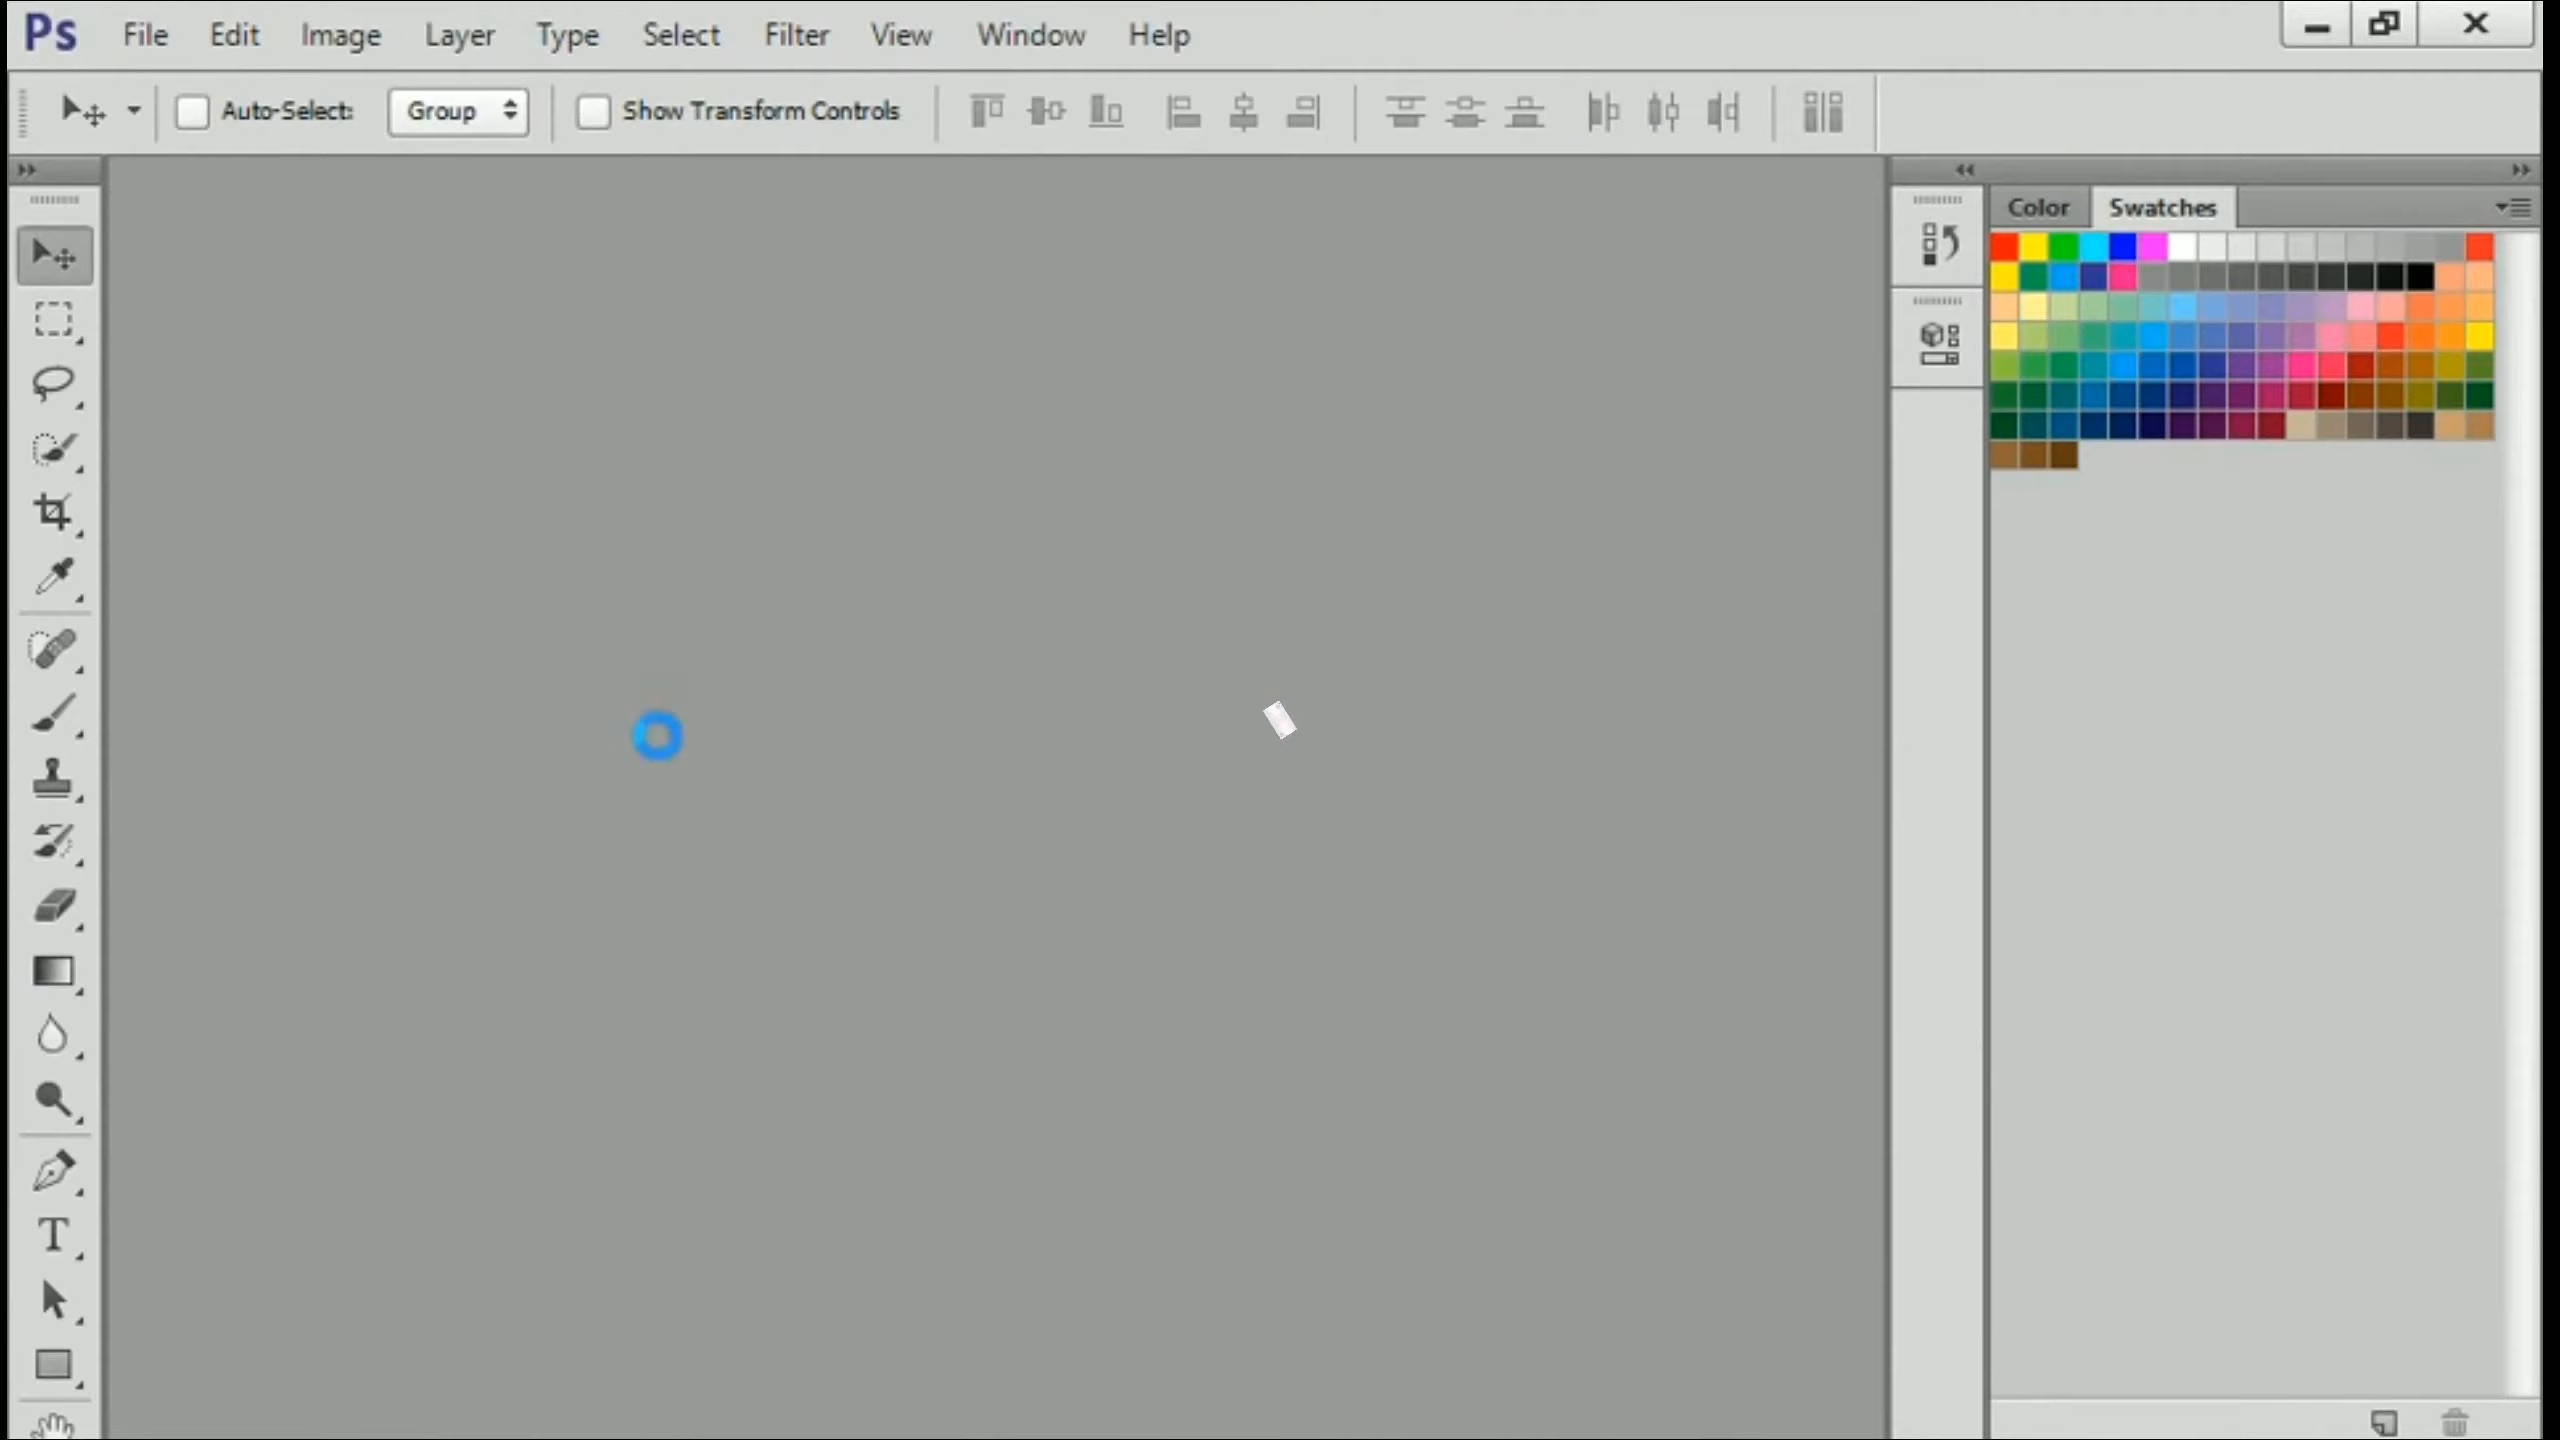 Ps File Edit Image Layer Type Select Filter View Window Help
Auto-Select: Group Show Transform Controls
Color Swatches
T